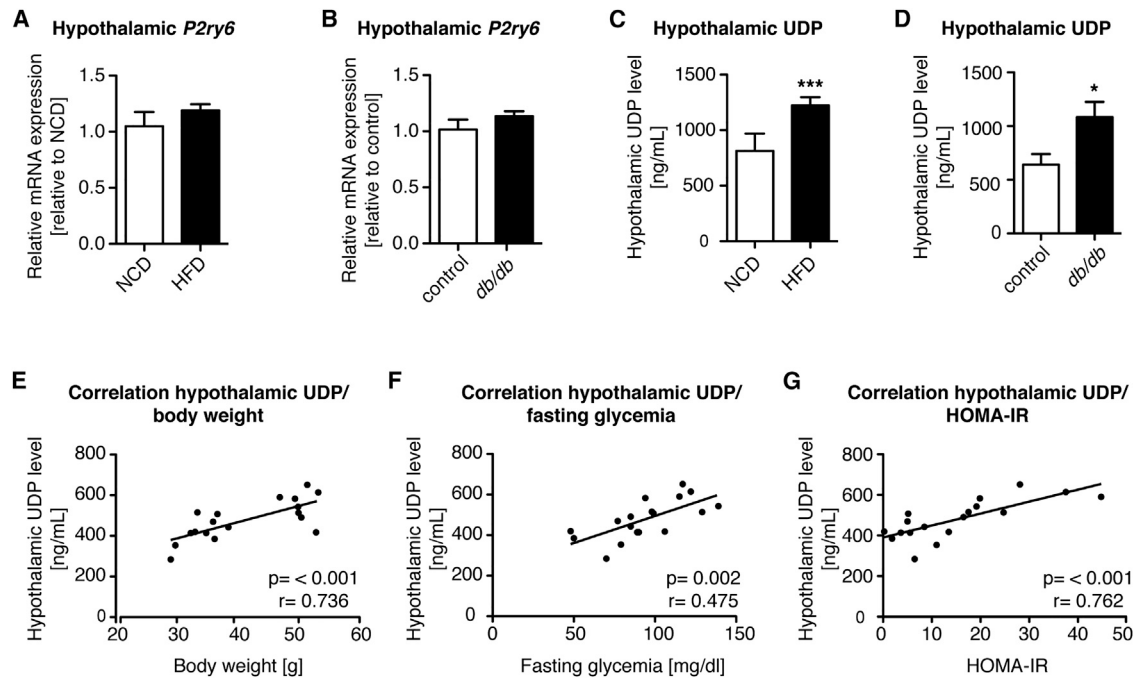 A
Hypothalamic P2ry6
Relative mRNA expression
[relative to NCD]
1.5
1.0
0.5
0.0
NCD
HFD
B
Hypothalamic P2ry6
Relative mRNA expression
[relative to control]
1.5
1.0
0.5
0.0
control
db/db
C
Hypothalamic UDP
Hypothalamic UDP level
[ng/mL]
1500
1000
500
0
***
NCD
HFD
D
Hypothalamic UDP
Hypothalamic UDP level
[ng/mL]
1500
1000
500
0
*
control
db/db
E
Correlation hypothalamic UDP/
body weight
Hypothalamic UDP level
[ng/mL]
800
600
400
200
0
20 30 40 50 60
p= < 0.001
r= 0.736
Body weight [g]
F
Correlation hypothalamic UDP/
fasting glycemia
Hypothalamic UDP level
[ng/mL]
800
600
400
200
0
0 50 100 150
p= 0.002
r= 0.475
Fasting glycemia [mg/dl]
G
Correlation hypothalamic UDP/
HOMA-IR
Hypothalamic UDP level
[ng/mL]
800
600
400
200
0
0 10 20 30 40 50
p= < 0.001
r= 0.762
HOMA-IR